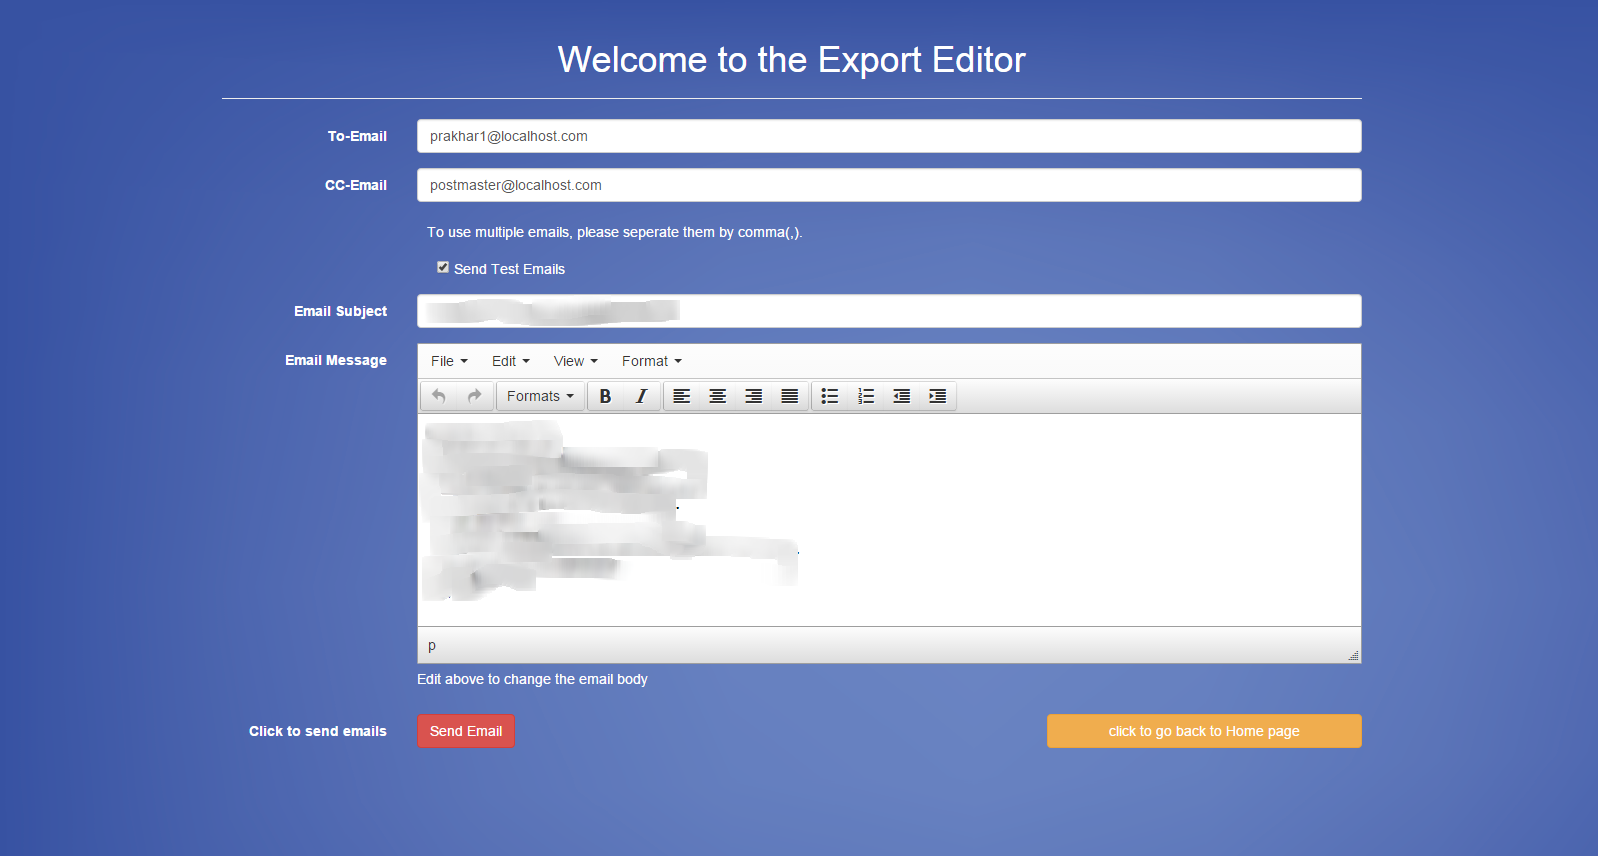 Welcome to the Export Editor
To-Email prakhar1@localhost.com
CC-Email postmaster@localhost.com
To use multiple emails, please seperate them by comma(,).
Send Test Emails
Email Subject
Email Message File Edit View Format
Formats B I
p
Edit above to change the email body
Click to send emails Send Email click to go back to Home page